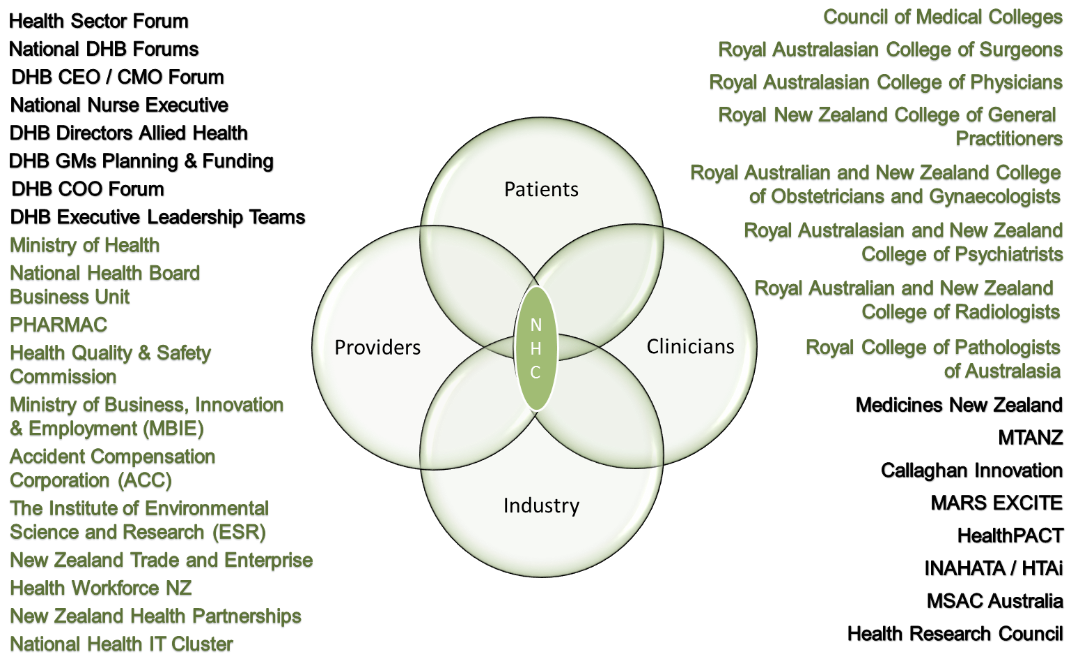 Health Sector Forum
National DHB Forums
DHB CEO / CMO Forum
National Nurse Executive
DHB Directors Allied Health
DHB GMs Planning & Funding
DHB COO Forum
DHB Executive Leadership Teams
Ministry of Health
National Health Board
Business Unit
PHARMAC
Health Quality & Safety
Commission
Ministry of Business, Innovation
& Employment (MBIE)
Accident Compensation
Corporation (ACC)
The Institute of Environmental
Science and Research (ESR)
New Zealand Trade and Enterprise
Health Workforce NZ
New Zealand Health Partnerships
National Health IT Cluster
Patients
Providers
N
H
C
Clinicians
Industry
Council of Medical Colleges
Royal Australasian College of Surgeons
Royal Australasian College of Physicians
Royal New Zealand College of General
Practitioners
Royal Australian and New Zealand College
of Obstetricians and Gynaecologists
Royal Australasian and New Zealand
College of Psychiatrists
Royal Australian and New Zealand
College of Radiologists
Royal College of Pathologists
of Australasia
Medicines New Zealand
MTANZ
Callaghan Innovation
MARS EXCITE
HealthPACT
INAHATA / HTAi
MSAC Australia
Health Research Council